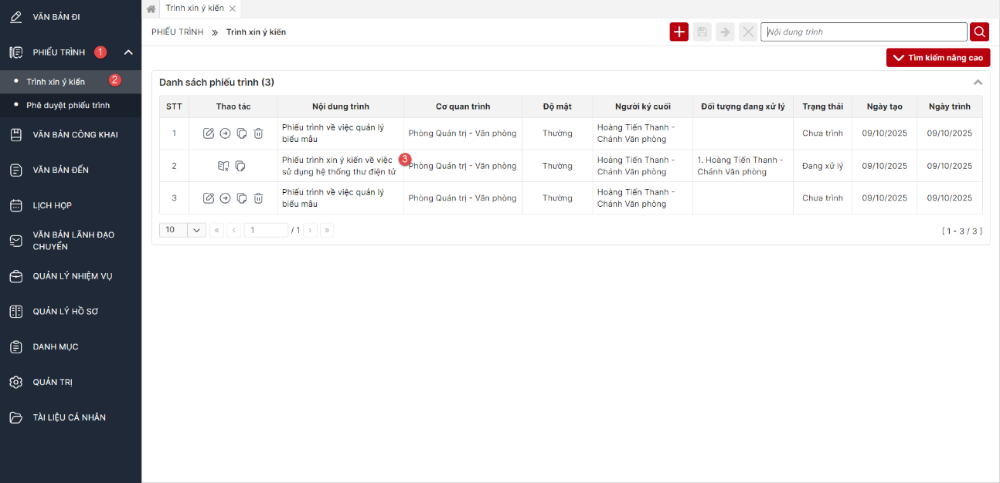 VĂN BẢN ĐI
PHIẾU TRÌNH 1
Trình xin ý kiến 2
Phê duyệt phiếu trình
VĂN BẢN CÔNG KHAI
VĂN BẢN ĐẾN
LỊCH HỌP
VĂN BẢN LÃNH ĐẠO
CHUYỂN
QUẢN LÝ NHIỆM VỤ
QUẢN LÝ HỒ SƠ
DANH MỤC
QUẢN TRỊ
TÀI LIỆU CÁ NHÂN
Trình xin ý kiến
PHIẾU TRÌNH » Trình xin ý kiến
Nội dung trình
Tìm kiếm nâng cao
Danh sách phiếu trình (3)
STT Thao tác Nội dung trình Cơ quan trình Độ mật Người ký cuối Đối tượng đang xử lý Trạng thái Ngày tạo Ngày trình
1 Phiếu trình về việc quản lý biểu mẫu Phòng Quản trị - Văn phòng Thường Hoàng Tiến Thanh - Chánh Văn phòng Chưa trình 09/10/2025 09/10/2025
2 Phiếu trình xin ý kiến về việc sử dụng hệ thống thư điện tử 3 Phòng Quản trị - Văn phòng Thường Hoàng Tiến Thanh - Chánh Văn phòng 1. Hoàng Tiến Thanh - Chánh Văn phòng Đang xử lý 09/10/2025 09/10/2025
3 Phiếu trình về việc quản lý biểu mẫu Phòng Quản trị - Văn phòng Thường Hoàng Tiến Thanh - Chánh Văn phòng Chưa trình 09/10/2025 09/10/2025
10 « ‹ 1 / 1 › » [ 1 - 3 / 3 ]